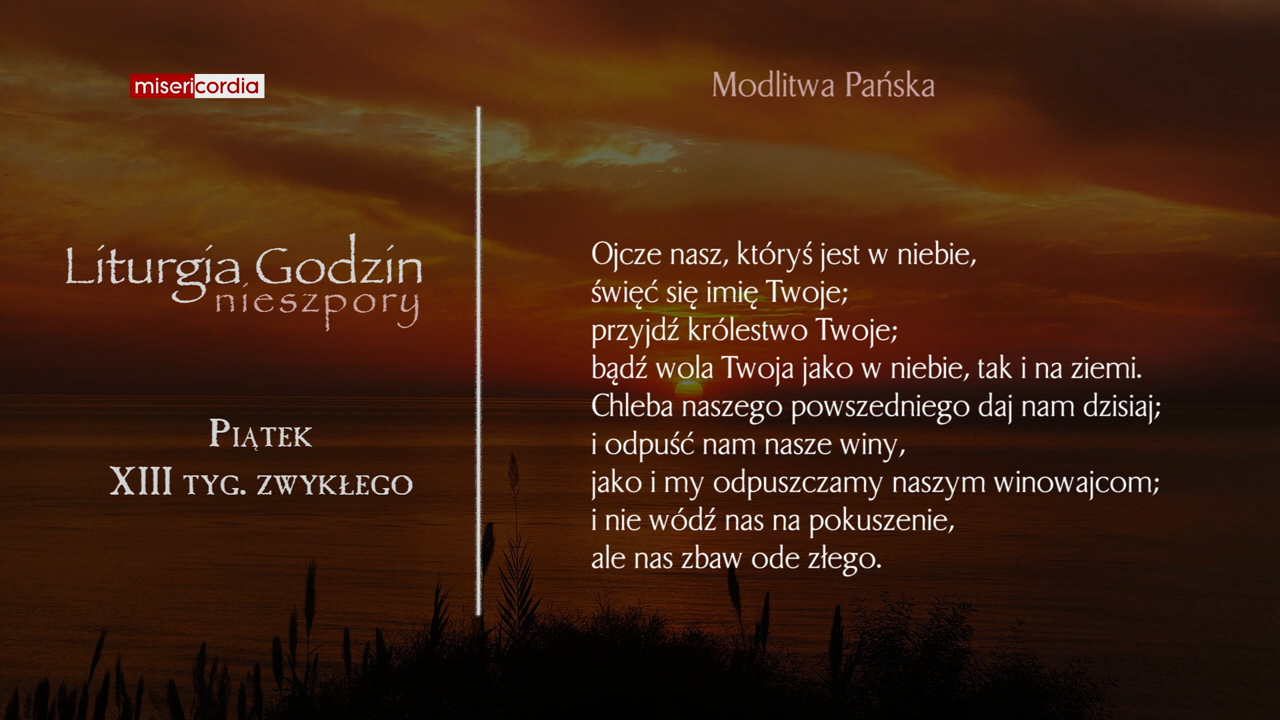 misericordia
Liturgia Godzin
nieszpory
Piątek
XIII tyg. zwykłego
Modlitwa Pańska
Ojcze nasz, któryś jest w niebie,
święć się imię Twoje;
przyjdź królestwo Twoje;
bądź wola Twoja jako w niebie, tak i na ziemi.
Chleba naszego powszedniego daj nam dzisiaj;
i odpuść nam nasze winy,
jako i my odpuszczamy naszym winowajcom;
i nie wódź nas na pokuszenie,
ale nas zbaw ode złego.